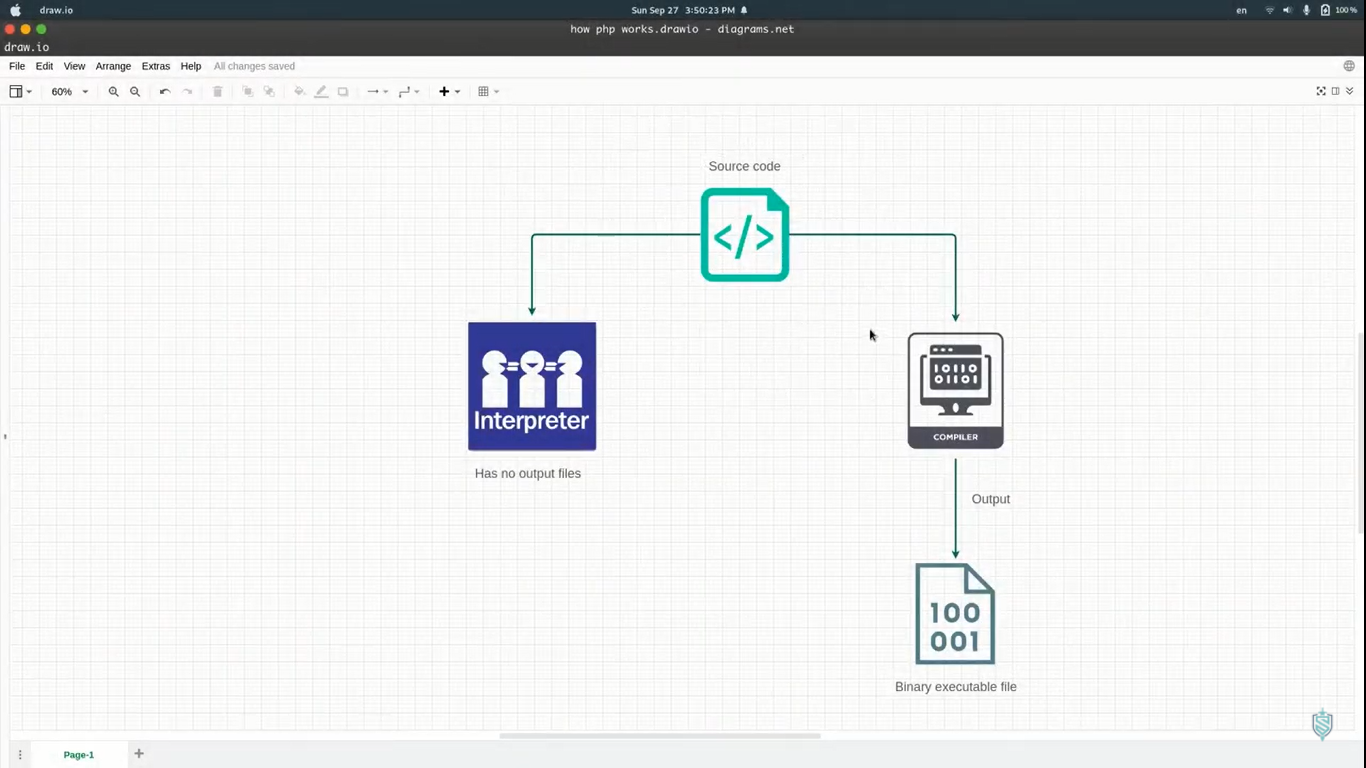 draw.io
Sun Sep 27 3:50:23 PM
en
100 %
how php works.drawio - diagrams.net
draw.io
File Edit View Arrange Extras Help All changes saved
60%
Source code
</>
Interpreter
Has no output files
10110
01101
COMPILER
Output
100
001
Binary executable file
Page-1